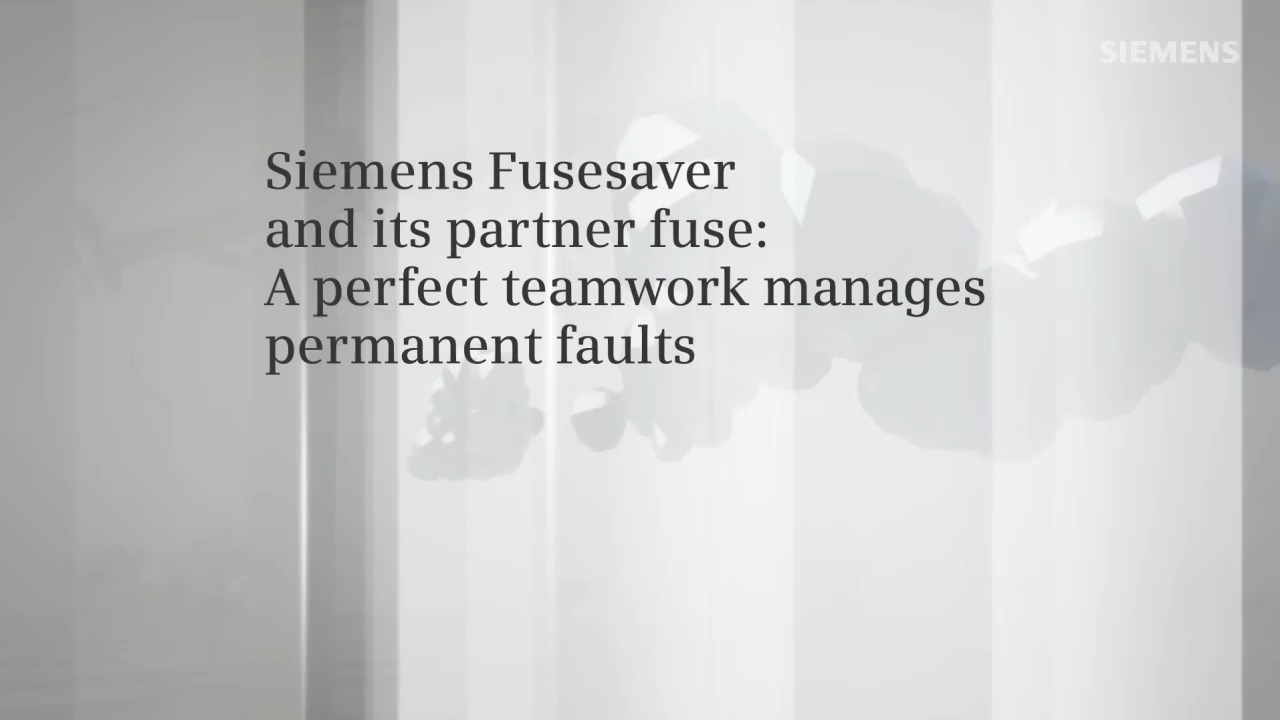 SIEMENS
Siemens Fusesaver
and its partner fuse:
A perfect teamwork manages
permanent faults